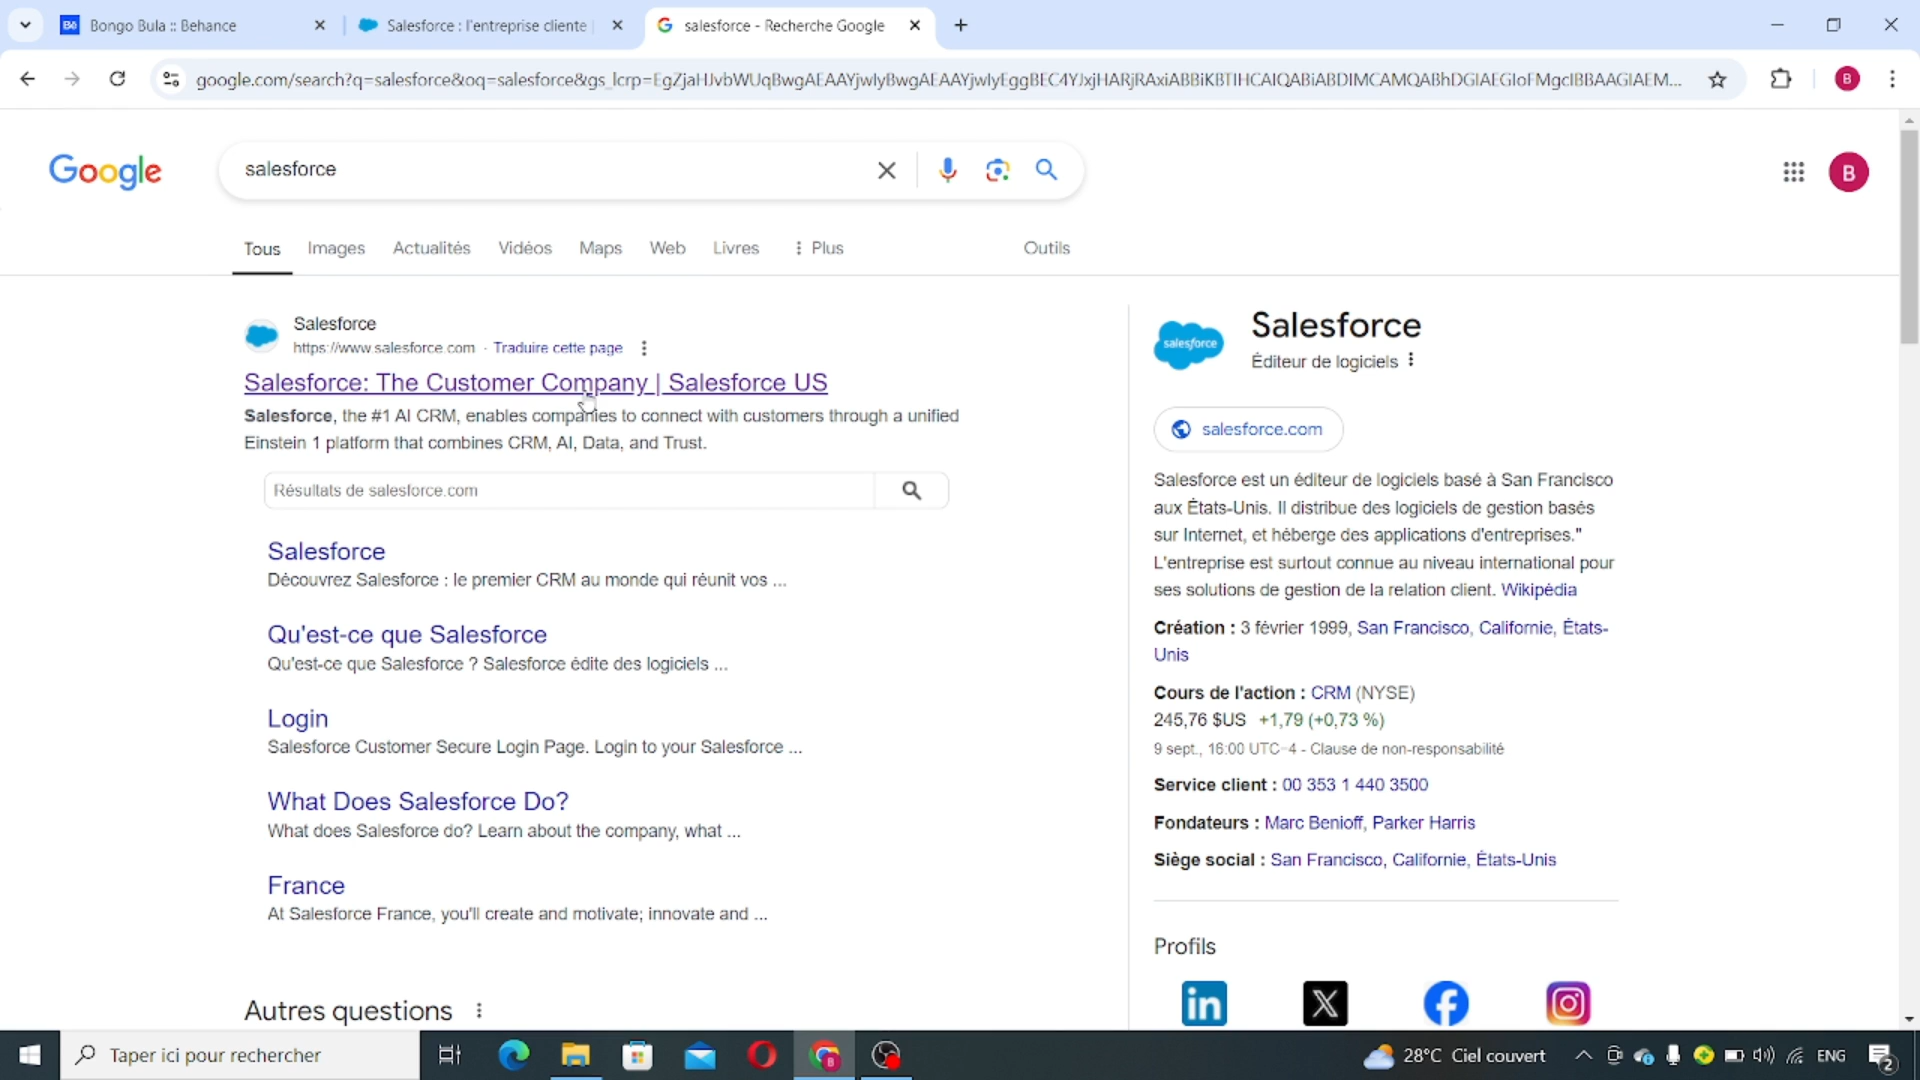 Bongo Bula :: Behance
Salesforce : l'entreprise cliente
salesforce - Recherche Google
B
Google
salesforce
B
Tous Images Actualités Vidéos Maps Web Livres Plus Outils
Salesforce
https://www.salesforce.com · Traduire cette page
Salesforce: The Customer Company | Salesforce US
Salesforce, the #1 AI CRM, enables companies to connect with customers through a unified
Einstein 1 platform that combines CRM, AI, Data, and Trust.
Résultats de salesforce.com
Salesforce
Découvrez Salesforce : le premier CRM au monde qui réunit vos ...
Qu'est-ce que Salesforce
Qu'est-ce que Salesforce ? Salesforce édite des logiciels ...
Login
Salesforce Customer Secure Login Page. Login to your Salesforce ...
What Does Salesforce Do?
What does Salesforce do? Learn about the company, what ...
France
At Salesforce France, you'll create and motivate; innovate and ...
Autres questions
salesforce
Salesforce
Éditeur de logiciels
salesforce.com
Salesforce est un éditeur de logiciels basé à San Francisco
aux États-Unis. Il distribue des logiciels de gestion basés
sur Internet, et héberge des applications d'entreprises."
L'entreprise est surtout connue au niveau international pour
ses solutions de gestion de la relation client. Wikipédia
Création : 3 février 1999, San Francisco, Californie, États-
Unis
Cours de l'action : CRM (NYSE)
245,76 $US +1,79 (+0,73 %)
9 sept., 16:00 UTC−4 - Clause de non-responsabilité
Service client : 00 353 1 440 3500
Fondateurs : Marc Benioff, Parker Harris
Siège social : San Francisco, Californie, États-Unis
Profils
Taper ici pour rechercher
28°C Ciel couvert
ENG
2